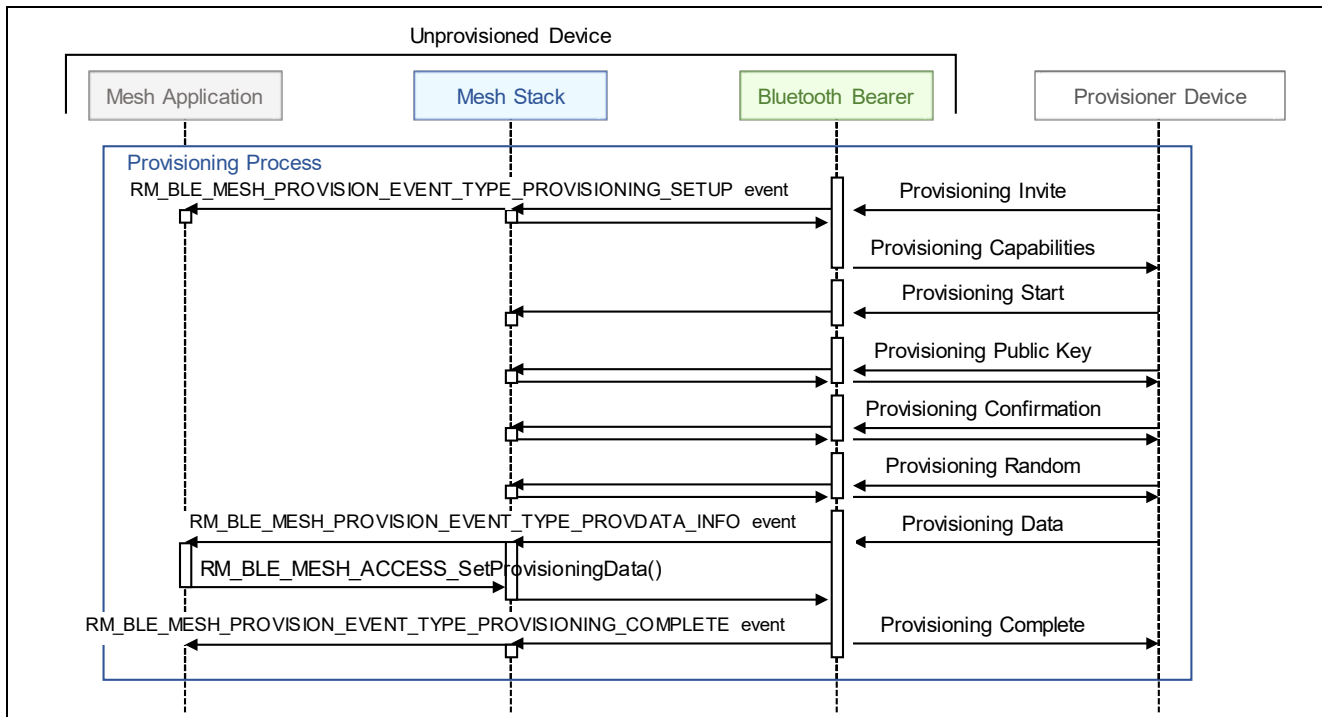 Unprovisioned Device
Mesh Application
Mesh Stack
Bluetooth Bearer
Provisioner Device
Provisioning Process
RM_BLE_MESH_PROVISION_EVENT_TYPE_PROVISIONING_SETUP event
Provisioning Invite
Provisioning Capabilities
Provisioning Start
Provisioning Public Key
Provisioning Confirmation
Provisioning Random
RM_BLE_MESH_PROVISION_EVENT_TYPE_PROVDATA_INFO event
Provisioning Data
RM_BLE_MESH_ACCESS_SetProvisioningData()
RM_BLE_MESH_PROVISION_EVENT_TYPE_PROVISIONING_COMPLETE event
Provisioning Complete